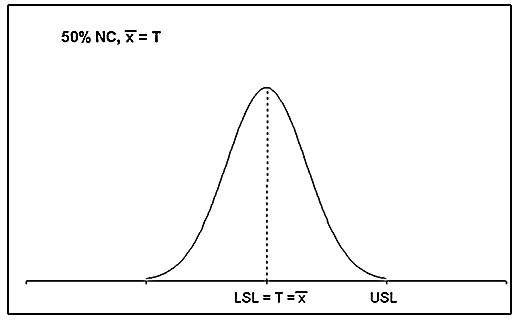 50% NC, x̅ = T
LSL = T = x̅
USL